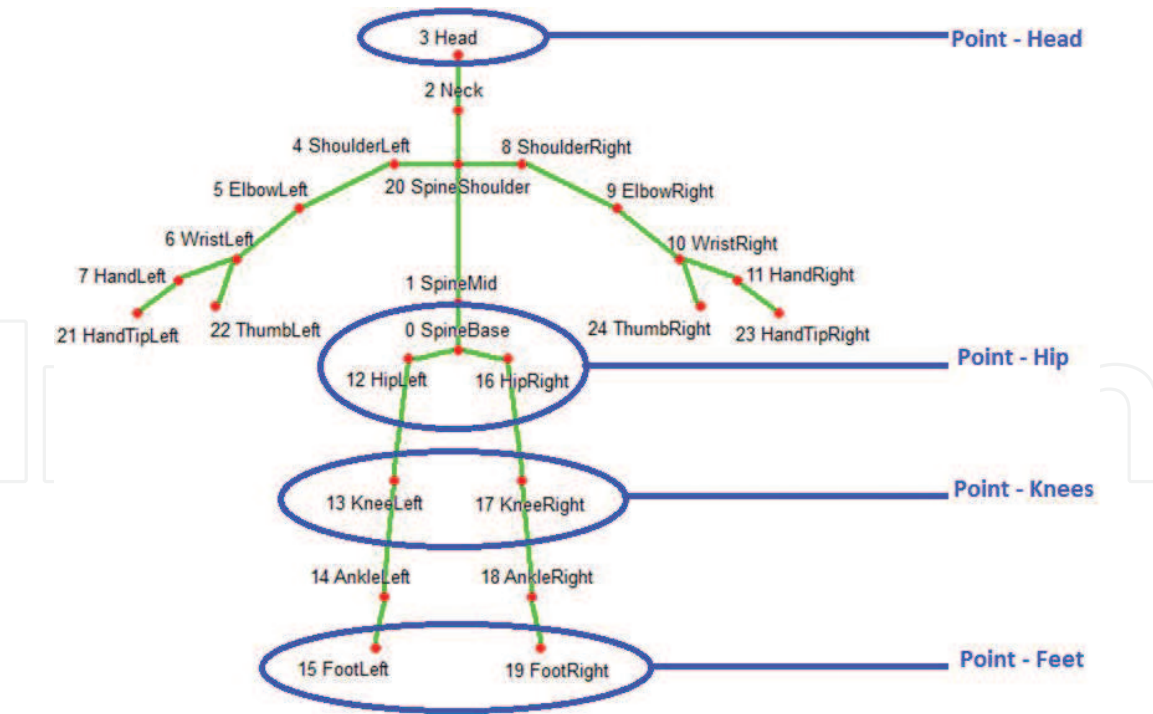 3 Head
Point - Head
2 Neck
4 ShoulderLeft
8 ShoulderRight
20 SpineShoulder
5 ElbowLeft
9 ElbowRight
6 WristLeft
10 WristRight
7 HandLeft
11 HandRight
1 SpineMid
21 HandTipLeft
22 ThumbLeft
0 SpineBase
24 ThumbRight
23 HandTipRight
Point - Hip
12 HipLeft
16 HipRight
Point - Knees
13 KneeLeft
17 KneeRight
14 AnkleLeft
18 AnkleRight
Point - Feet
15 FootLeft
19 FootRight